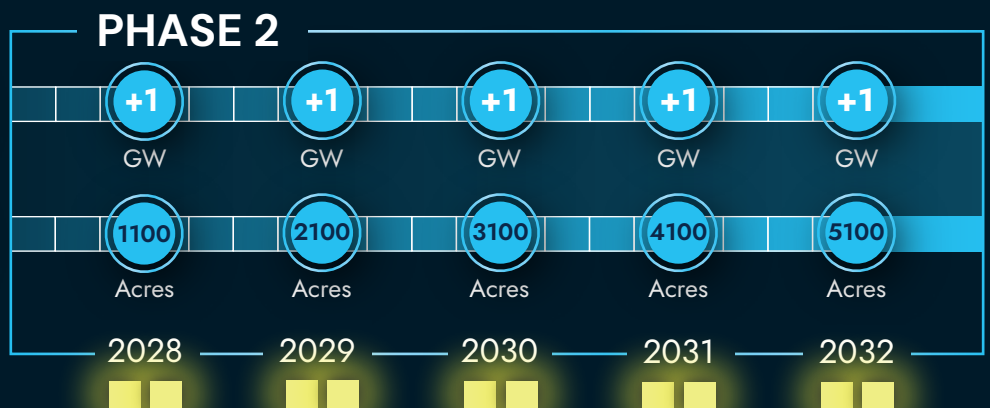 PHASE 2
+1 +1 +1 +1 +1
GW GW GW GW GW
1100 2100 3100 4100 5100
Acres Acres Acres Acres Acres
2028 2029 2030 2031 2032